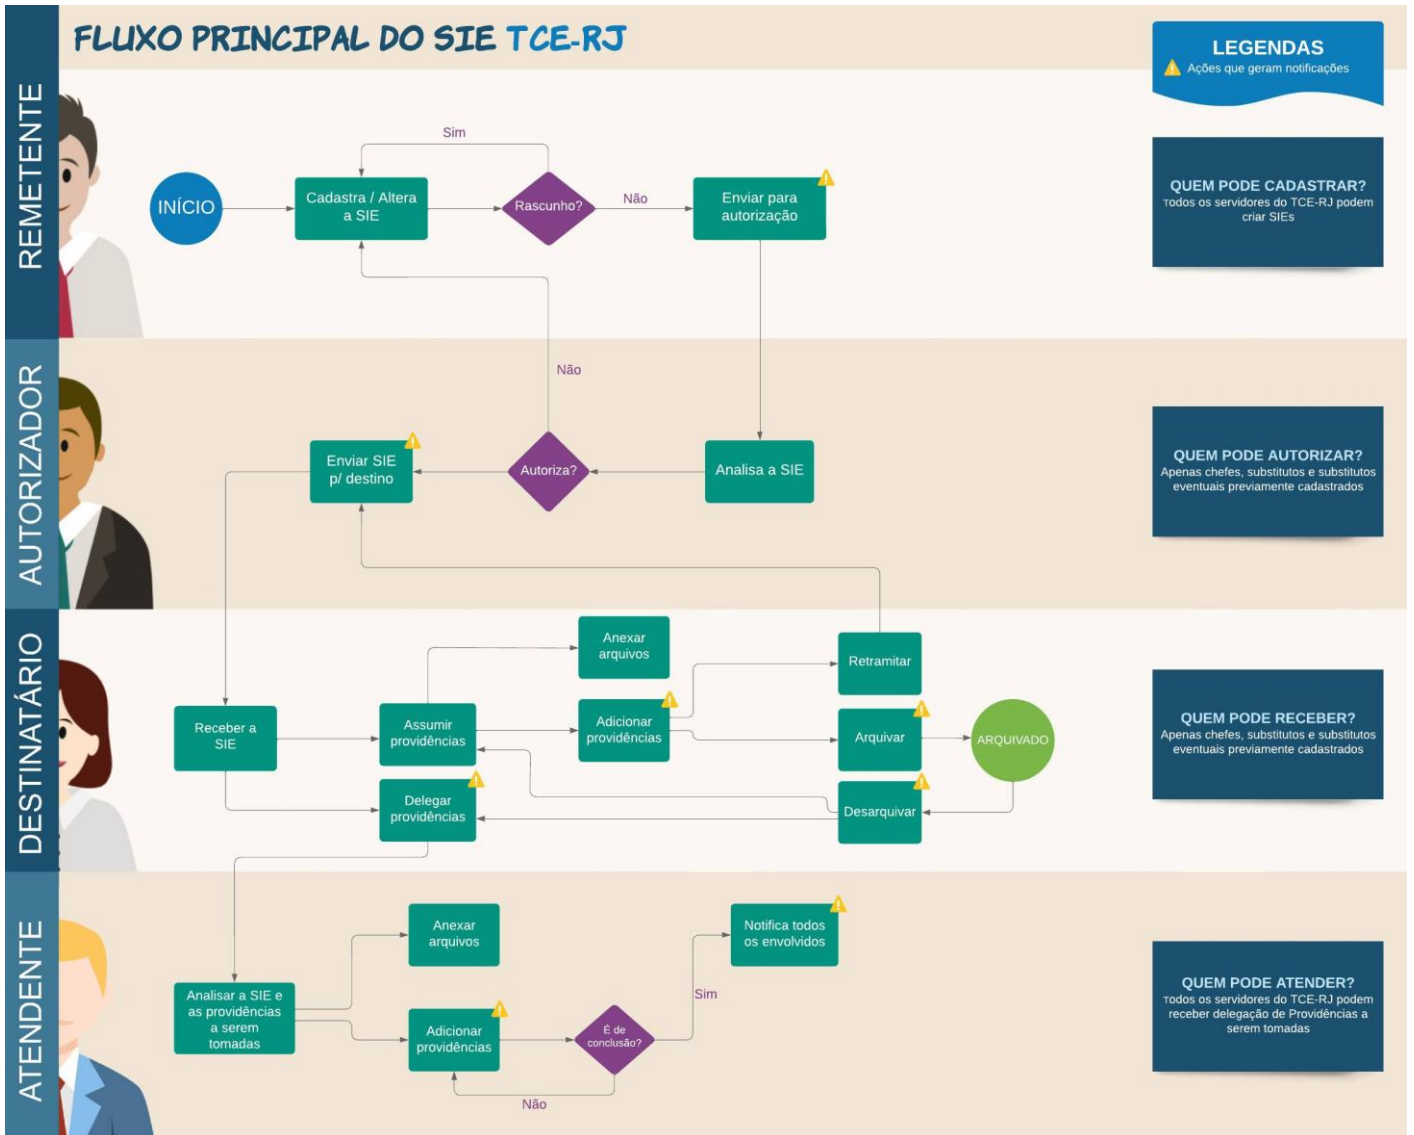 FLUXO PRINCIPAL DO SIE TCE-RJ
LEGENDAS
Ações que geram notificações
REMETENTE
INÍCIO
Cadastra / Altera
a SIE
Sim
Rascunho?
Não
Enviar para
autorização
QUEM PODE CADASTRAR?
Todos os servidores do TCE-RJ podem
criar SIEs
AUTORIZADOR
Não
Enviar SIE
p/ destino
Autoriza?
Analisa a SIE
QUEM PODE AUTORIZAR?
Apenas chefes, substitutos e substitutos
eventuais previamente cadastrados
DESTINATÁRIO
Receber a
SIE
Assumir
providências
Delegar
providências
Anexar
arquivos
Adicionar
providências
Retramitar
Arquivar
Desarquivar
ARQUIVADO
QUEM PODE RECEBER?
Apenas chefes, substitutos e substitutos
eventuais previamente cadastrados
ATENDENTE
Analisar a SIE e
as providências
a serem
tomadas
Anexar
arquivos
Adicionar
providências
É de
conclusão?
Sim
Não
Notifica todos
os envolvidos
QUEM PODE ATENDER?
Todos os servidores do TCE-RJ podem
receber delegação de Providências a
serem tomadas